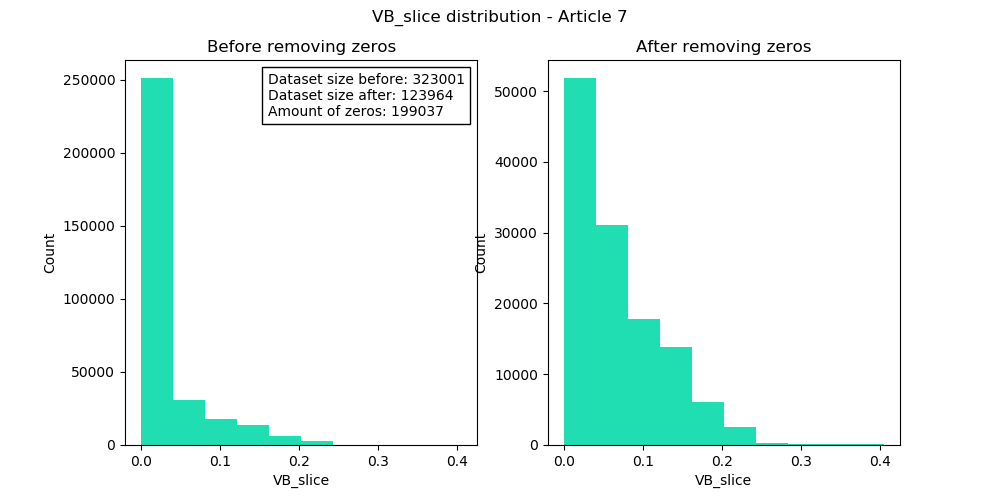 VB_slice distribution - Article 7
Before removing zeros
Dataset size before: 323001
Dataset size after: 123964
Amount of zeros: 199037
250000
200000
150000
100000
50000
0
Count
0.0 0.1 0.2 0.3 0.4
VB_slice
After removing zeros
50000
40000
30000
20000
10000
0
Count
0.0 0.1 0.2 0.3 0.4
VB_slice